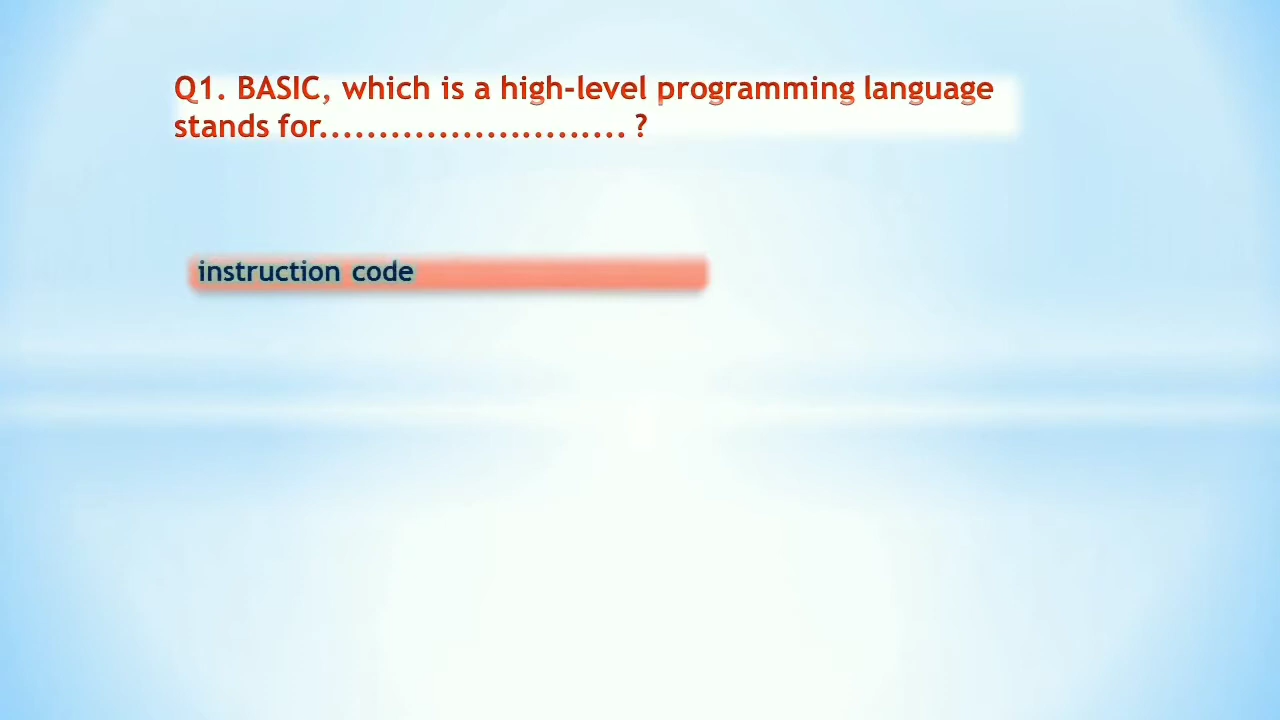 Q1. BASIC, which is a high-level programming language
stands for.......................... ?
instruction code